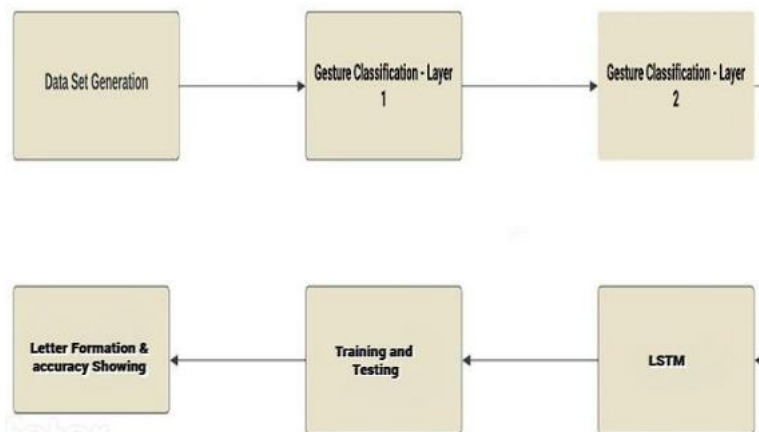 Data Set Generation
Gesture Classification - Layer
1
Gesture Classification - Layer
2
Letter Formation &
accuracy Showing
Training and
Testing
LSTM